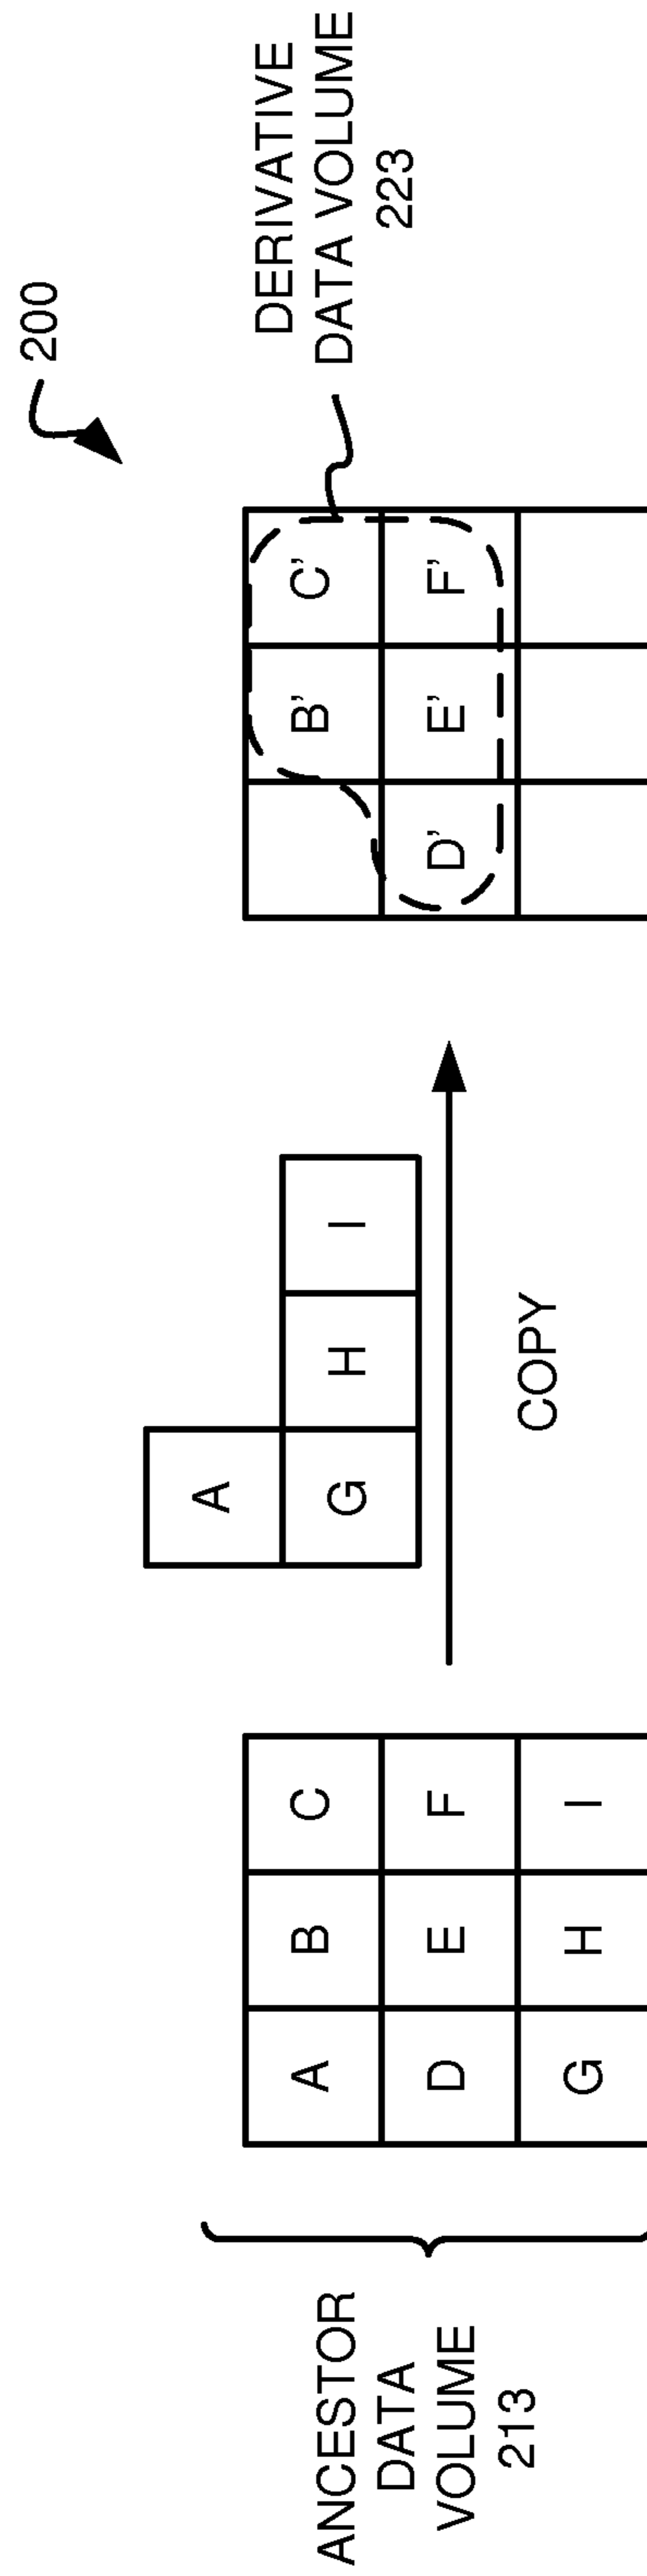 200
ANCESTOR
DATA
VOLUME
213
A B C
D E F
G H I
A
G H I
COPY
B' C'
D' E' F'
DERIVATIVE
DATA VOLUME
223